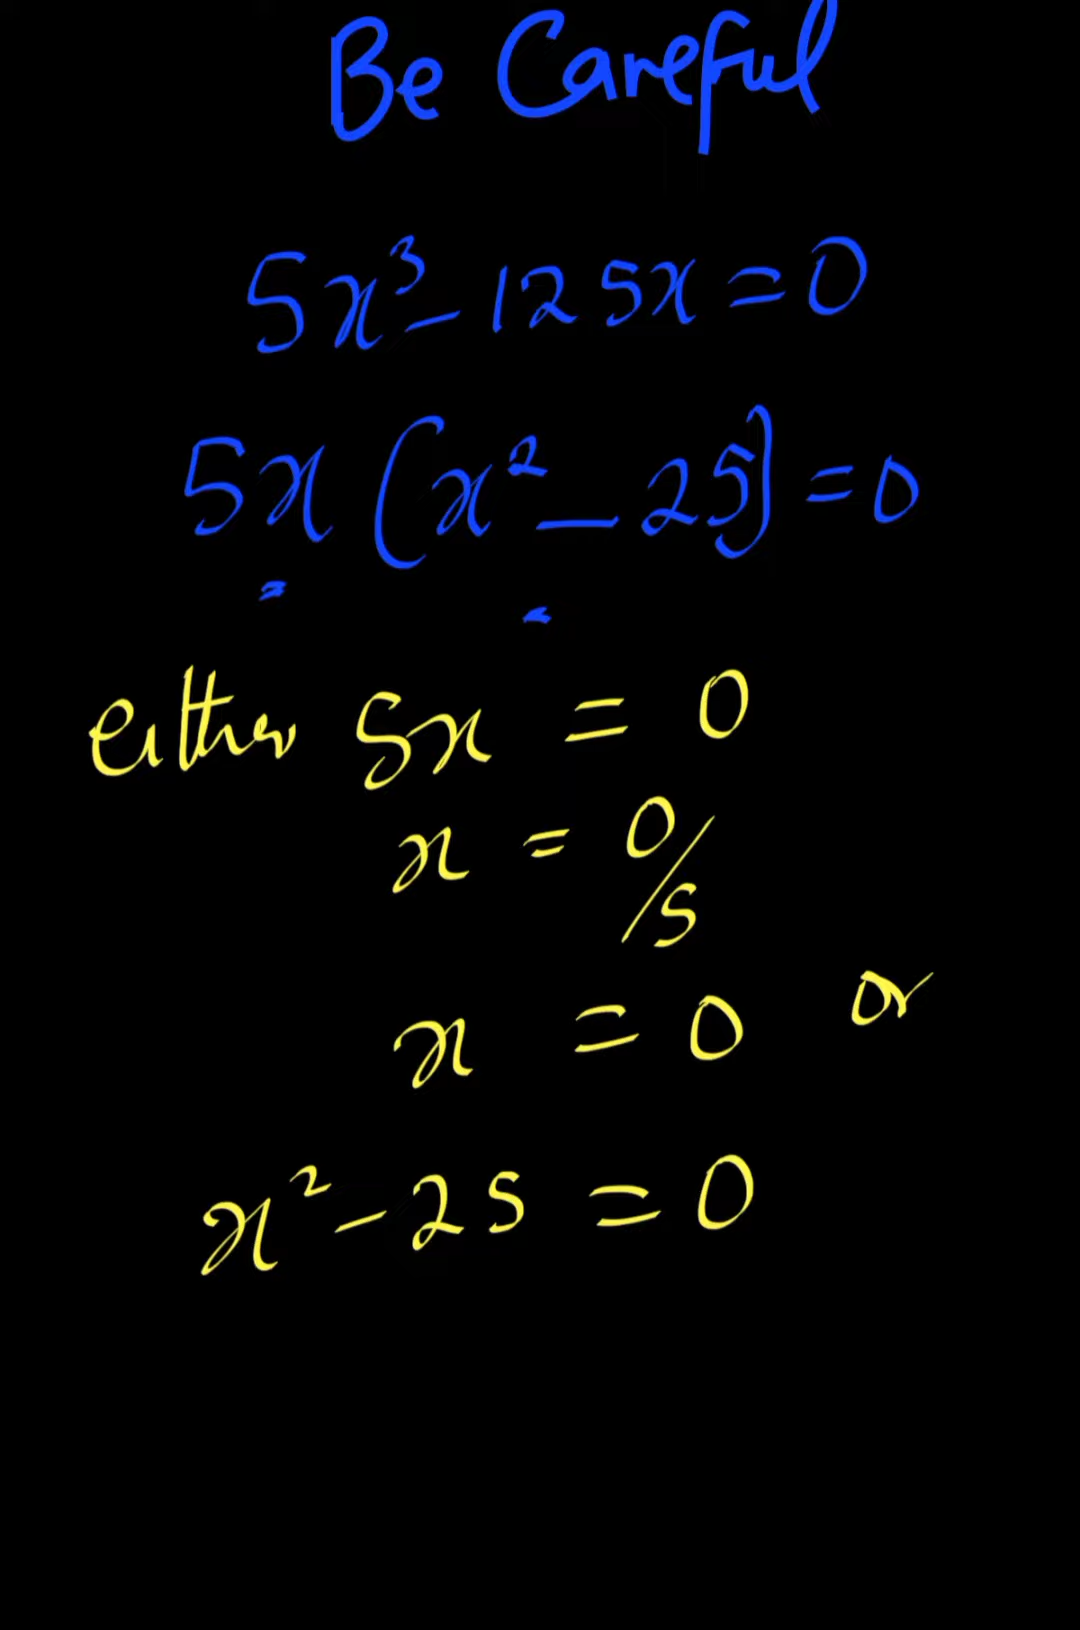 Be Careful
5x³ - 125x = 0
5x (x² - 25) = 0
either 5x = 0
x = 0/5
x = 0 or
x² - 25 = 0